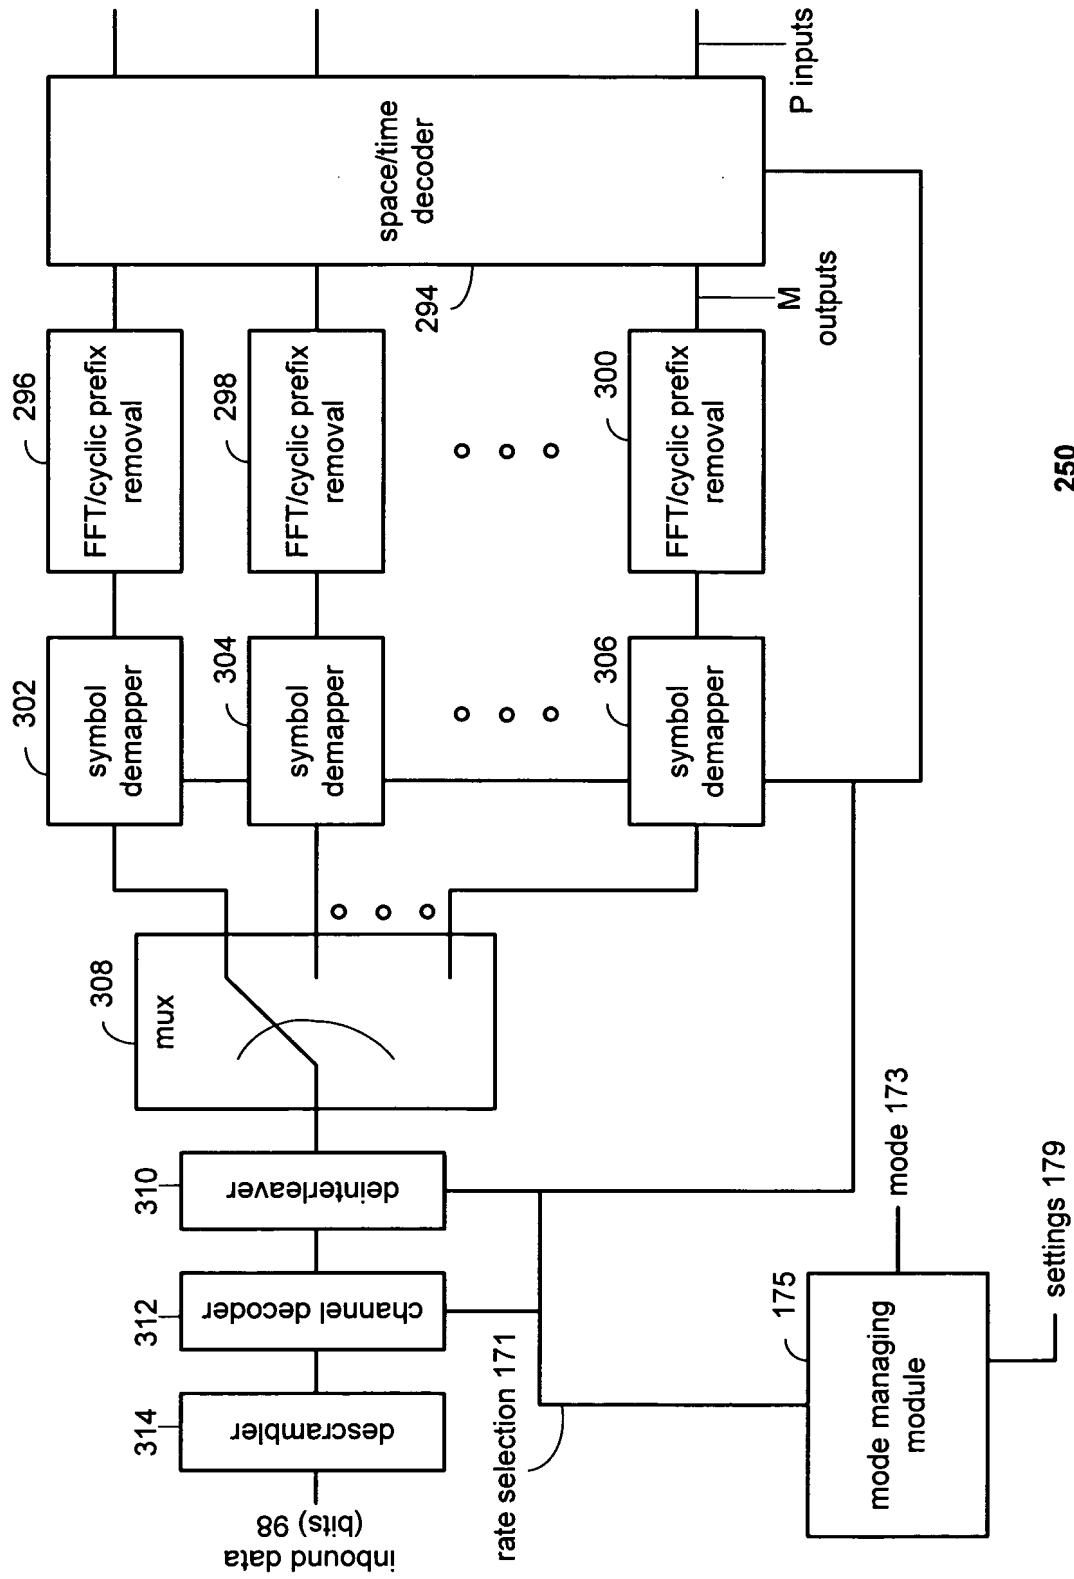 inbound data
(bits) 98
314
descrambler
312
channel decoder
310
deinterleaver
308
mux
302
symbol
demapper
304
symbol
demapper
306
symbol
demapper
296
FFT/cyclic prefix
removal
298
FFT/cyclic prefix
removal
300
FFT/cyclic prefix
removal
294
space/time
decoder
M
outputs
P inputs
rate selection 171
175
mode managing
module
mode 173
settings 179
250